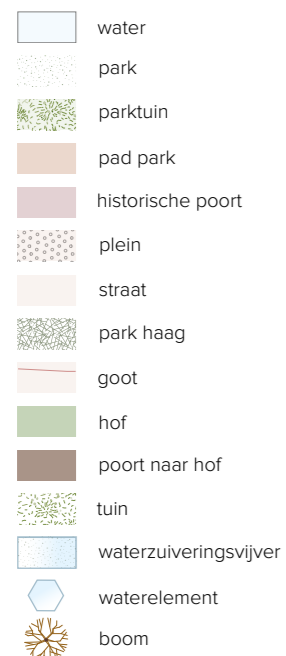 water
park
parktuin
pad park
historische poort
plein
straat
park haag
goot
hof
poort naar hof
tuin
waterzuiveringsvijver
waterelement
boom